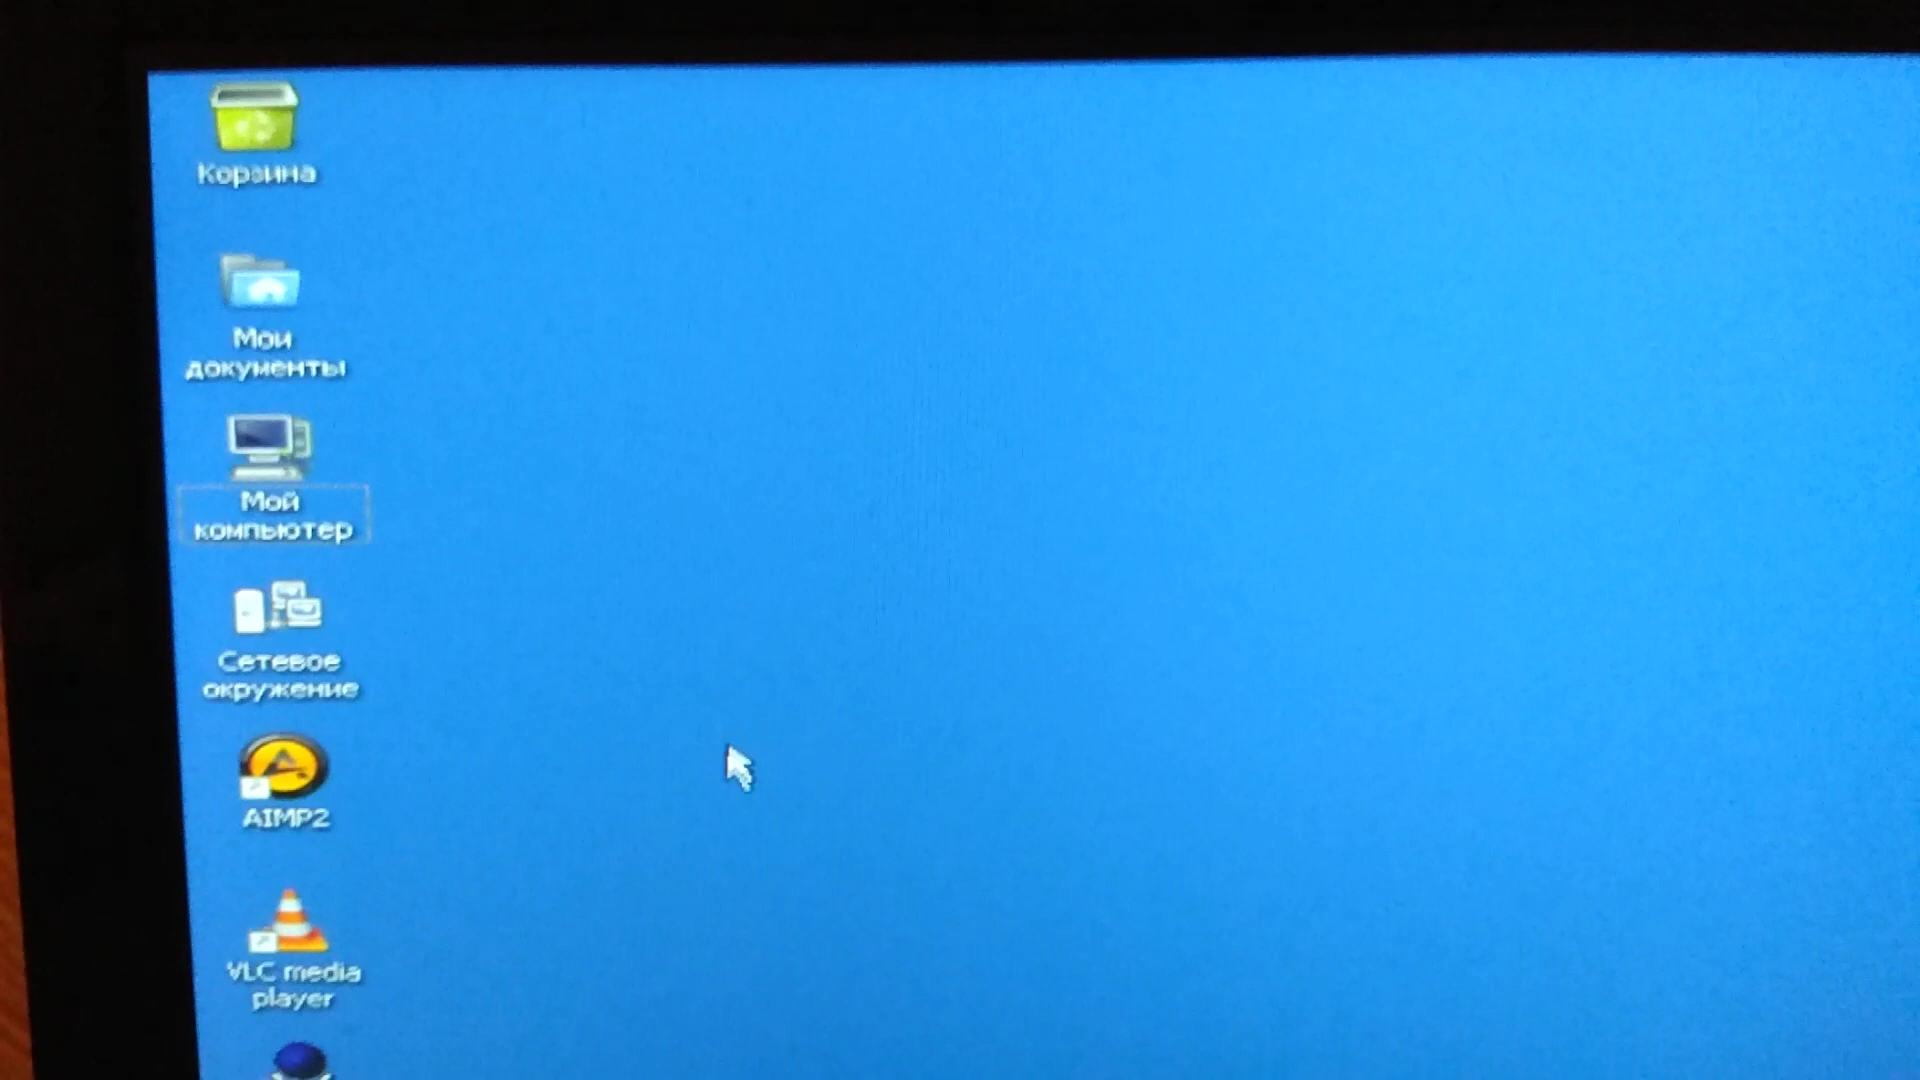 Корзина
Мои
документы
Мой
компьютер
Сетевое
окружение
AIMP2
VLC media
player